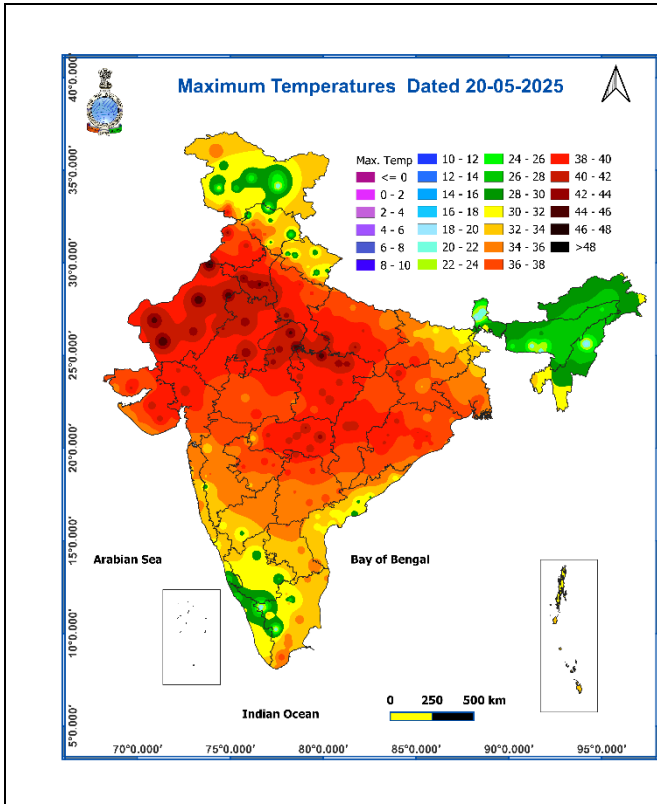 Maximum Temperatures Dated 20-05-2025
Max. Temp
<= 0
0 - 2
2 - 4
4 - 6
6 - 8
8 - 10
10 - 12
12 - 14
14 - 16
16 - 18
18 - 20
20 - 22
22 - 24
24 - 26
26 - 28
28 - 30
30 - 32
32 - 34
34 - 36
36 - 38
38 - 40
40 - 42
42 - 44
44 - 46
46 - 48
>48
40°0.000'
35°0.000'
30°0.000'
25°0.000'
20°0.000'
15°0.000'
10°0.000'
5°0.000'
Arabian Sea
Bay of Bengal
Indian Ocean
0 250 500 km
70°0.000' 75°0.000' 80°0.000' 85°0.000' 90°0.000' 95°0.000'